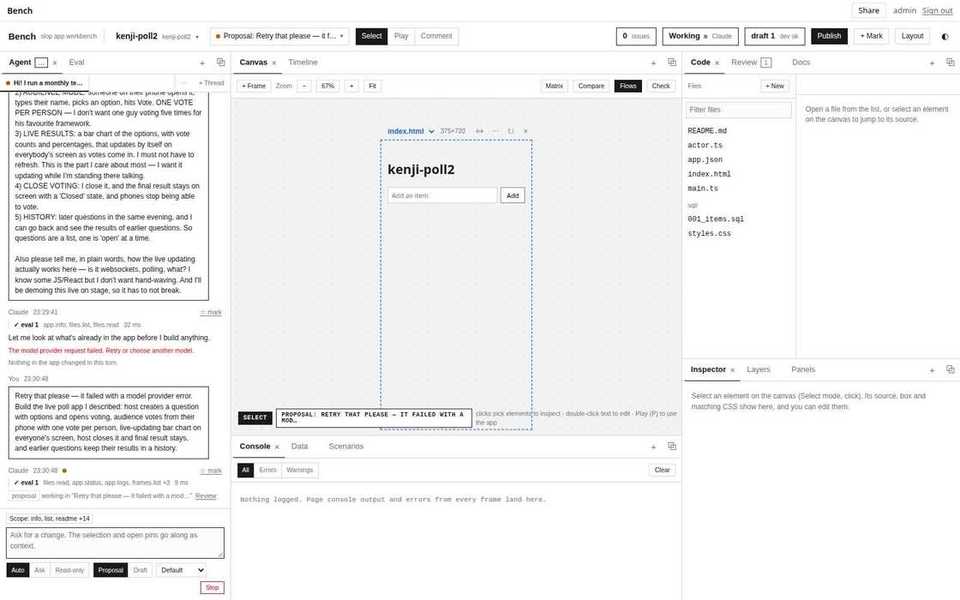 Bench
Share admin Sign out
Bench slop app workbench kenji-poll2 kenji-poll2 Proposal: Retry that please — it f... Select Play Comment 0 issues Working Claude draft 1 dev ok Publish + Mark Layout
Agent ... × Eval +
Hi! I run a monthly te... ... + Thread
types their name, picks an option, hits Vote. ONE VOTE
PER PERSON — I don't want one guy voting five times for
his favourite framework.
3) LIVE RESULTS: a bar chart of the options, with vote
counts and percentages, that updates by itself on
everybody's screen as votes come in. I must not have to
refresh. This is the part I care about most — I want it
updating while I'm standing there talking.
4) CLOSE VOTING: I close it, and the final result stays on
screen with a 'Closed' state, and phones stop being able
to vote.
5) HISTORY: later questions in the same evening, and I
can go back and see the results of earlier questions. So
questions are a list, one is 'open' at a time.
Also please tell me, in plain words, how the live updating
actually works here — is it websockets, polling, what? I
know some JS/React but I don't want hand-waving. And I'll
be demoing this live on stage, so it has to not break.
Claude 23:29:41 mark
✓ eval 1 app.info, files.list, files.read 32 ms
Let me look at what's already in the app before I build anything.
The model provider request failed. Retry or choose another model.
Nothing in the app changed in this turn.
You 23:30:48
Retry that please — it failed with a model provider error.
Build the live poll app I described: host creates a question
with options and opens voting, audience votes from their
phone with one vote per person, live-updating bar chart on
everyone's screen, host closes it and final result stays,
and earlier questions keep their results in a history.
Claude 23:30:48 mark
✓ eval 1 files.read, app.status, app.logs, frames.list +3 9 ms
proposal working in "Retry that please — it failed with a mod..." Review
Scope: info, list, readme +14
Ask for a change. The selection and open pins go along as
context.
Auto Ask Read-only Proposal Draft Default
Stop
Canvas × Timeline +
+ Frame Zoom − 67% + Fit Matrix Compare Flows Check
index.html 375×720 ↔ ⋯ ↑↓ ×
kenji-poll2
Add an item Add
SELECT PROPOSAL: RETRY THAT PLEASE — IT FAILED WITH A MOD… clicks pick elements to inspect · double-click text to edit · Play (P) to use the app
Console × Data Scenarios +
All Errors Warnings Clear
Nothing logged. Page console output and errors from every frame land here.
Code × Review 1 Docs +
Files + New
Filter files
README.md
actor.ts
app.json
index.html
main.ts
sql
001_items.sql
styles.css
Open a file from the list, or select an element
on the canvas to jump to its source.
Inspector × Layers Panels +
Select an element on the canvas (Select mode, click). Its source, box and
matching CSS show here, and you can edit them.